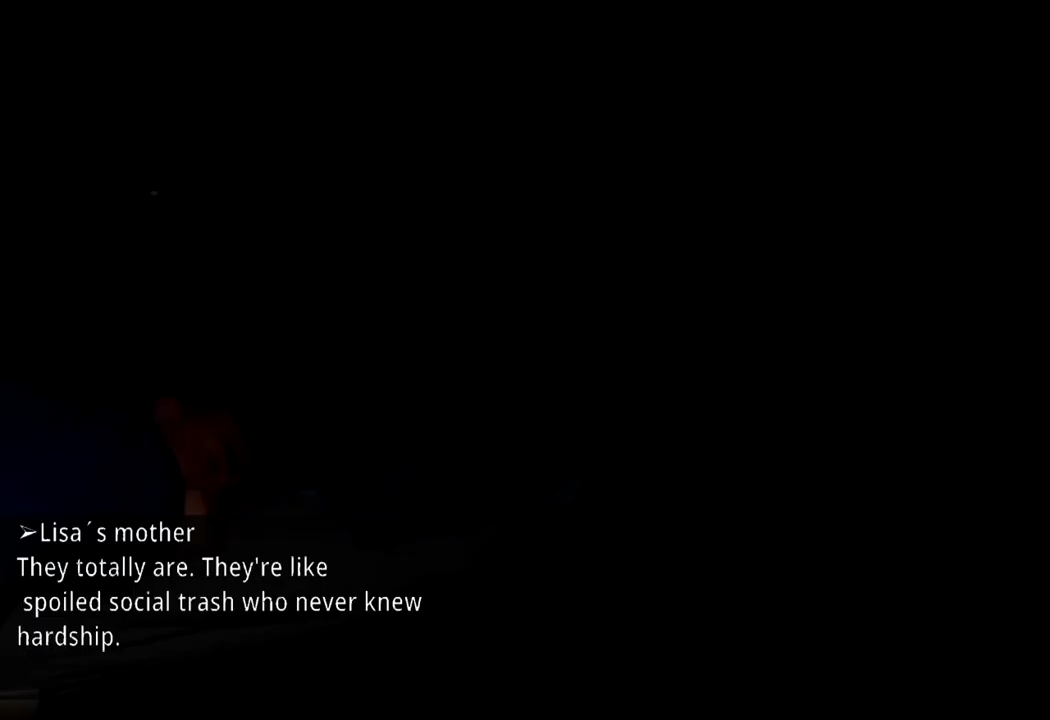 ➢Lisa´s mother
They totally are. They're like
spoiled social trash who never knew
hardship.